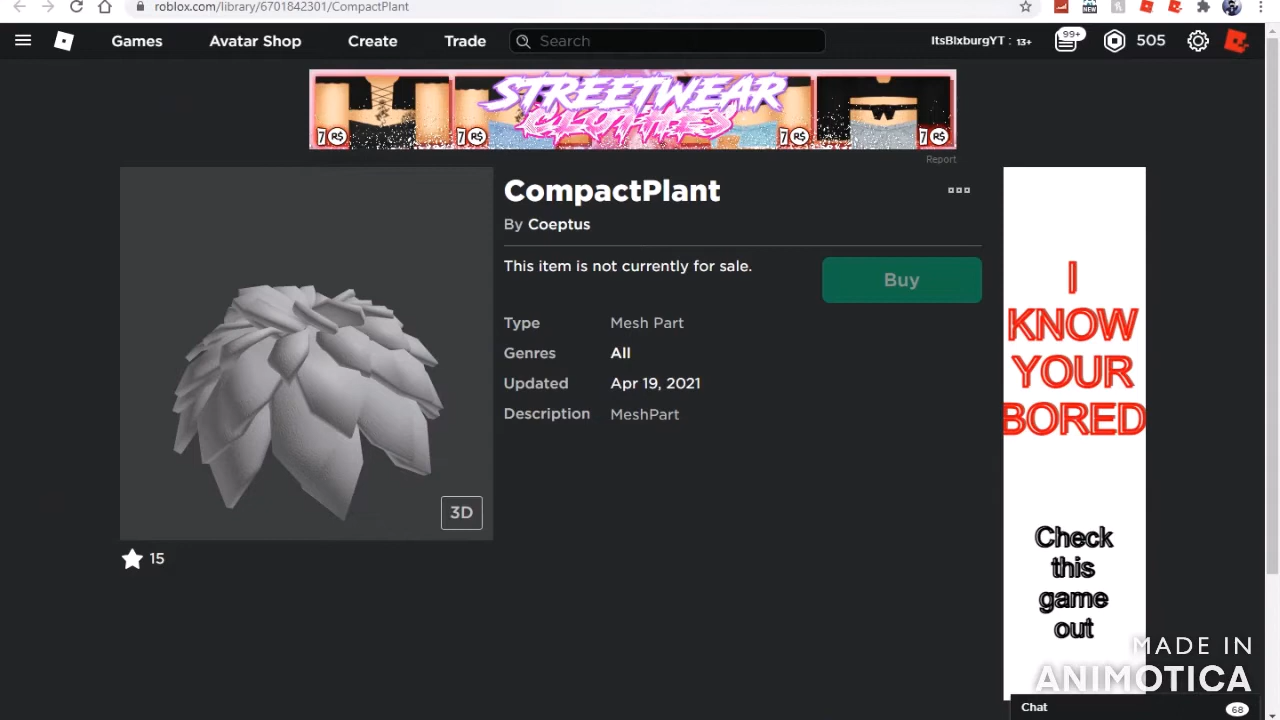 roblox.com/library/6701842301/CompactPlant
NEW
Games
Avatar Shop
Create
Trade
Search
ItsBlxburgYT : 13+
99+
505
STREETWEAR
CLOTHES
7 R$
7 R$
7 R$
7 R$
Report
CompactPlant
By Coeptus
This item is not currently for sale.
Buy
Type Mesh Part
Genres All
Updated Apr 19, 2021
Description MeshPart
3D
15
I
KNOW
YOUR
BORED
Check
this
game
out
MADE IN
ANIMOTICA
Chat 68